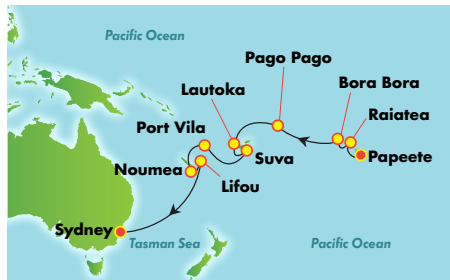 Pacific Ocean
Pago Pago
Lautoka
Bora Bora
Raiatea
Port Vila
Suva
Papeete
Noumea
Lifou
Sydney
Tasman Sea
Pacific Ocean